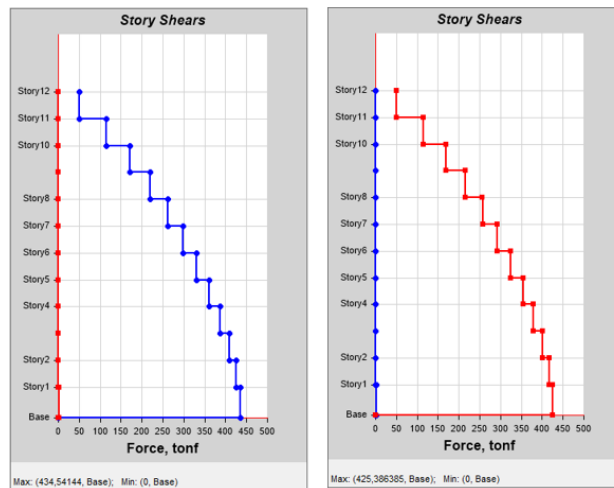 Story Shears
Story12
Story11
Story10
Story8
Story7
Story6
Story5
Story4
Story2
Story1
Base
0 50 100 150 200 250 300 350 400 450 500
Force, tonf
Max: (434,54144, Base); Min: (0, Base)
Story Shears
Story12
Story11
Story10
Story8
Story7
Story6
Story5
Story4
Story2
Story1
Base
0 50 100 150 200 250 300 350 400 450 500
Force, tonf
Max: (425,386385, Base); Min: (0, Base)